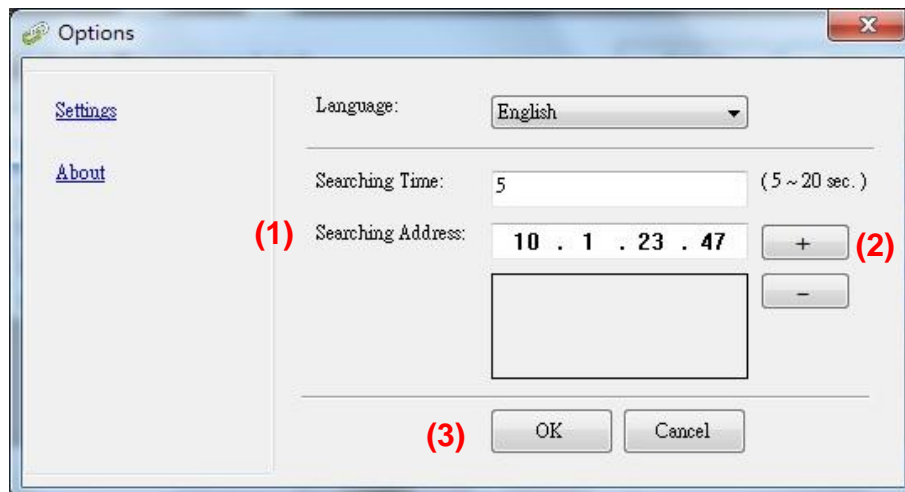 Options
Settings
About
Language: English
Searching Time: 5 ( 5 ~ 20 sec. )
(1) Searching Address: 10 . 1 . 23 . 47 + (2)
–
(3) OK Cancel